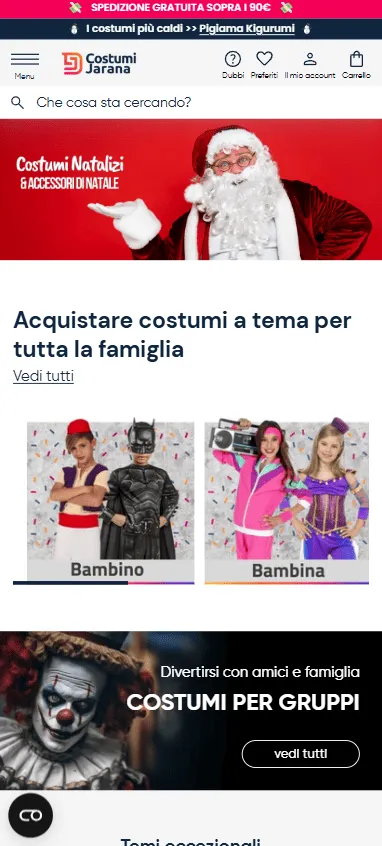 SPEDIZIONE GRATUITA SOPRA I 90€
I costumi più caldi >> Pigiama Kigurumi
Menu
Costumi
Jarana
Dubbi
Preferiti
Il mio account
Carrello
Che cosa sta cercando?
Costumi Natalizi
& ACCESSORI DI NATALE
Acquistare costumi a tema per
tutta la famiglia
Vedi tutti
Bambino
Bambina
Divertirsi con amici e famiglia
COSTUMI PER GRUPPI
vedi tutti
Temi eccezionali